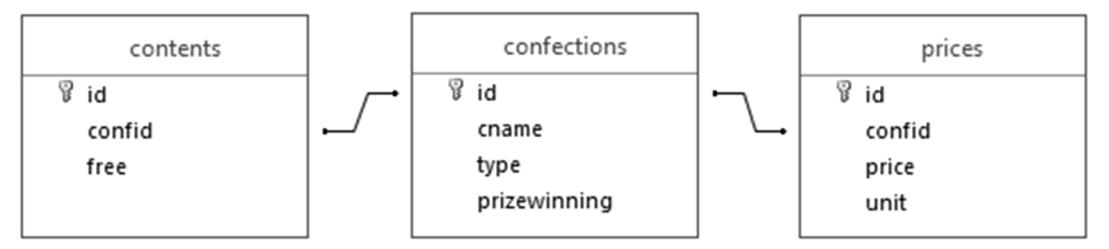 contents
id
confid
free
confections
id
cname
type
prizewinning
prices
id
confid
price
unit